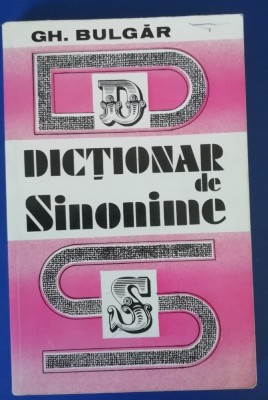 GH. BULGĂR
D
DICȚIONAR
de
Sinonime
S